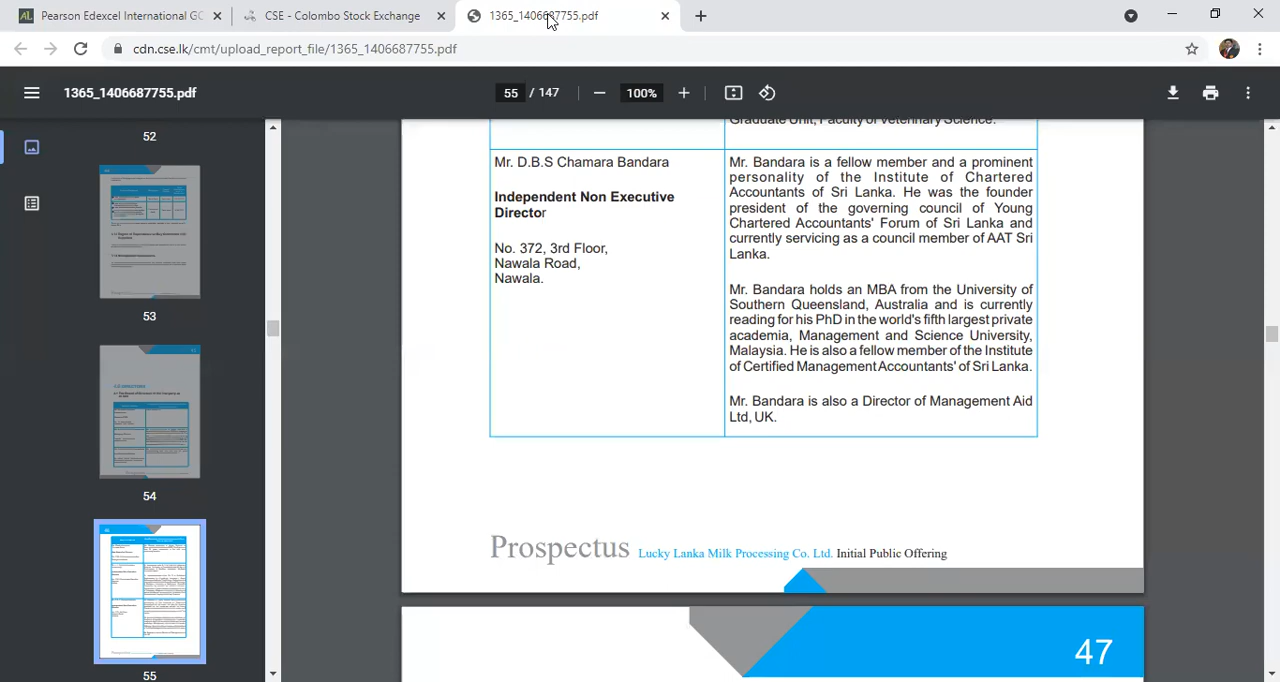 Pearson Edexcel International GC
CSE - Colombo Stock Exchange
1365_1406687755.pdf
cdn.cse.lk/cmt/upload_report_file/1365_1406687755.pdf
1365_1406687755.pdf
55 / 147
100%
52
53
54
55
Graduate Unit, Faculty of Veterinary Science.
Mr. D.B.S Chamara Bandara
Independent Non Executive
Director
No. 372, 3rd Floor,
Nawala Road,
Nawala.
Mr. Bandara is a fellow member and a prominent
personality of the Institute of Chartered
Accountants of Sri Lanka. He was the founder
president of the governing council of Young
Chartered Accountants' Forum of Sri Lanka and
currently servicing as a council member of AAT Sri
Lanka.
Mr. Bandara holds an MBA from the University of
Southern Queensland, Australia and is currently
reading for his PhD in the world's fifth largest private
academia, Management and Science University,
Malaysia. He is also a fellow member of the Institute
of Certified Management Accountants' of Sri Lanka.
Mr. Bandara is also a Director of Management Aid
Ltd, UK.
Prospectus Lucky Lanka Milk Processing Co. Ltd. Initial Public Offering
47